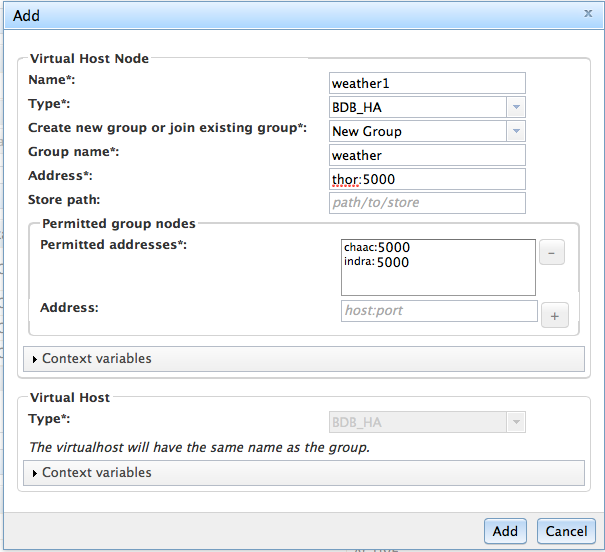 Add
x
Virtual Host Node
Name*: weather1
Type*: BDB_HA
Create new group or join existing group*: New Group
Group name*: weather
Address*: thor:5000
Store path: path/to/store
Permitted group nodes
Permitted addresses*: chaac:5000
indra:5000
-
Address: host:port +
Context variables
Virtual Host
Type*: BDB_HA
The virtualhost will have the same name as the group.
Context variables
Add Cancel